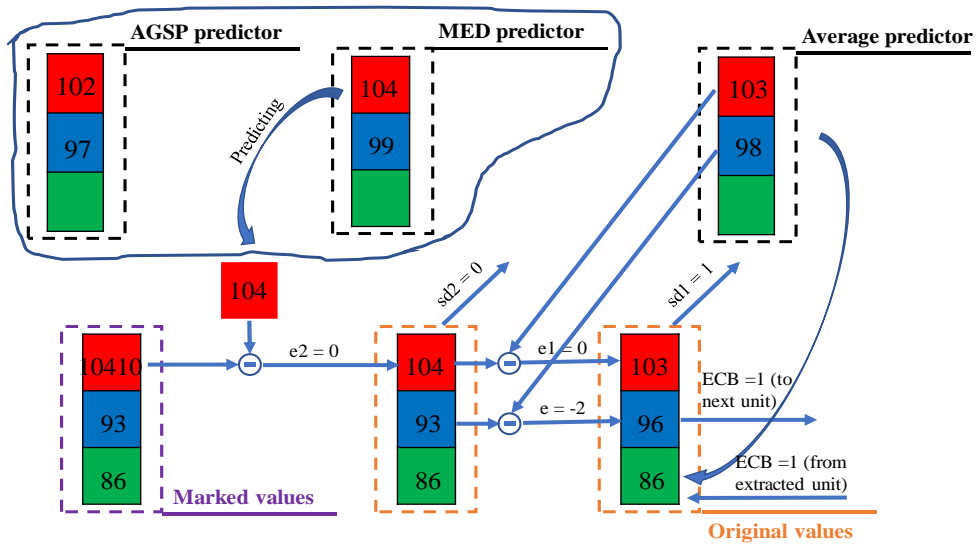 AGSP predictor
MED predictor
Average predictor
102
97
104
99
103
98
Predicting
104
sd2 = 0
sd1 = 1
10410
93
86
e2 = 0
104
93
86
e1 = 0
e = -2
103
96
86
ECB =1 (to
next unit)
ECB =1 (from
extracted unit)
Marked values
Original values